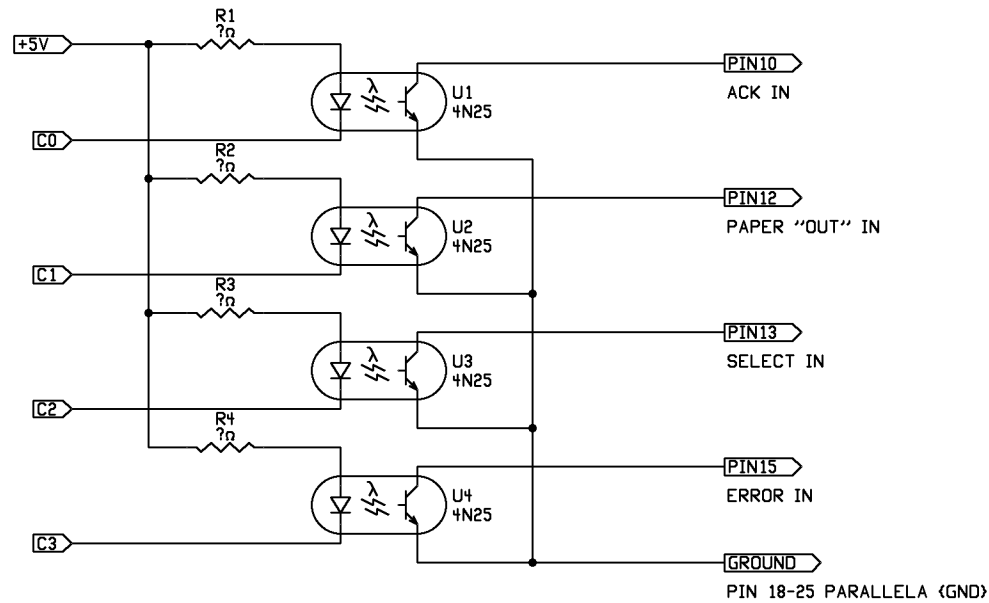 R1
?Ω
+5V
PIN10
U1
4N25
ACK IN
C0
R2
?Ω
PIN12
U2
4N25
PAPER "OUT" IN
C1
R3
?Ω
PIN13
U3
4N25
SELECT IN
C2
R4
?Ω
PIN15
U4
4N25
ERROR IN
C3
GROUND
PIN 18-25 PARALLELA {GND}